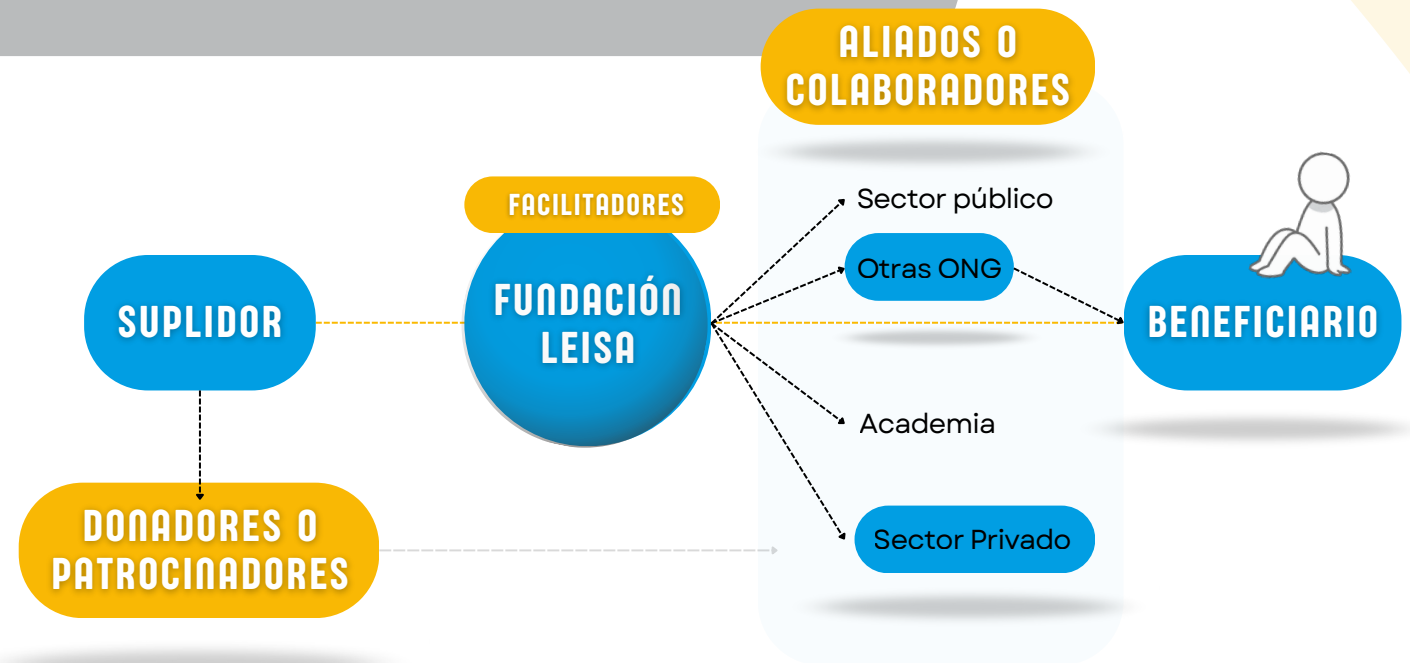 ALIADOS O
COLABORADORES
FACILITADORES
Sector público
Otras ONG
SUPLIDOR
FUNDACIÓN
LEISA
BENEFICIARIO
Academia
DONADORES O
PATROCINADORES
Sector Privado